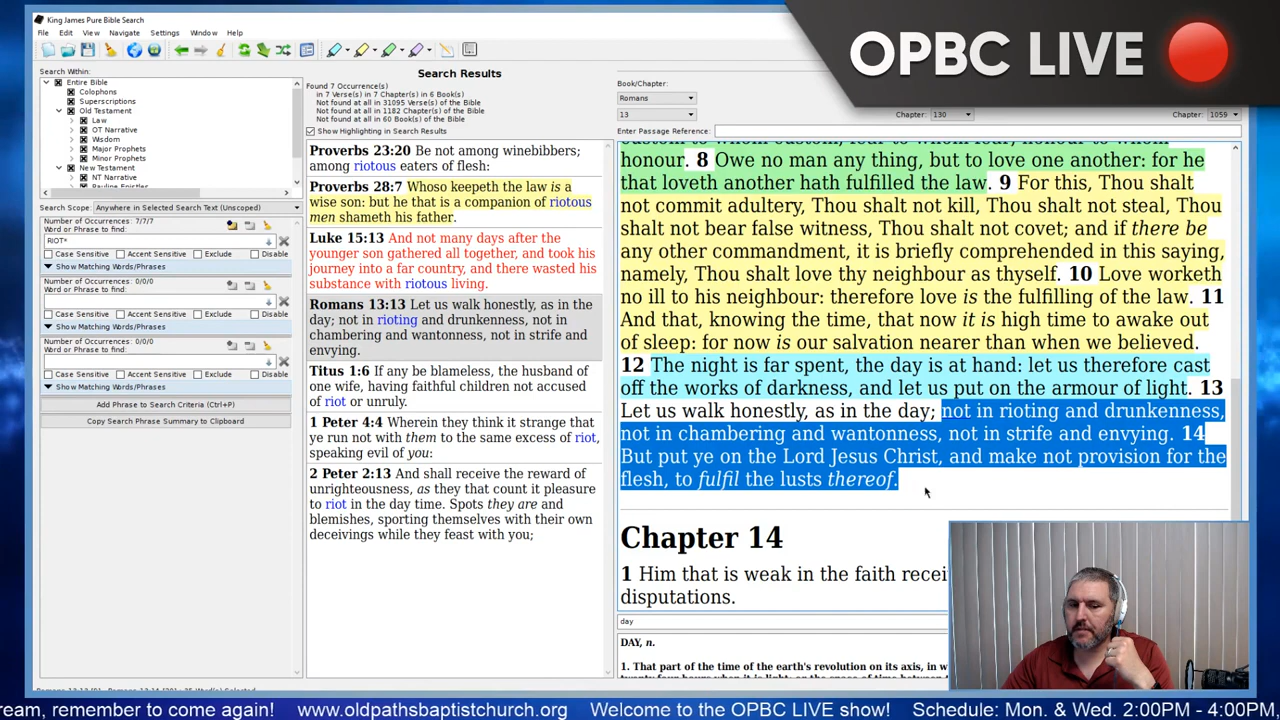 King James Pure Bible Search
OPBC LIVE
File Edit View Navigate Settings Window Help
Search Within:
Entire Bible
Colophons
Superscriptions
Old Testament
Law
OT Narrative
Wisdom
Major Prophets
Minor Prophets
New Testament
NT Narrative
Pauline Epistles
Search Scope: Anywhere in Selected Search Text (Unscoped)
Number of Occurrences: 7/7/7
Word or Phrase to find:
RIOT*
Case Sensitive Accent Sensitive Exclude Disable
Show Matching Words/Phrases
Number of Occurrences: 0/0/0
Word or Phrase to find:
Case Sensitive Accent Sensitive Exclude Disable
Show Matching Words/Phrases
Number of Occurrences: 0/0/0
Word or Phrase to find:
Case Sensitive Accent Sensitive Exclude Disable
Show Matching Words/Phrases
Add Phrase to Search Criteria (Ctrl+P)
Copy Search Phrase Summary to Clipboard
Search Results
Found 7 Occurrence(s)
in 7 Verse(s) in 7 Chapter(s) in 6 Book(s)
Not found at all in 31095 Verse(s) of the Bible
Not found at all in 1182 Chapter(s) of the Bible
Not found at all in 60 Book(s) of the Bible
Show Highlighting in Search Results
Proverbs 23:20 Be not among winebibbers;
among riotous eaters of flesh:
Proverbs 28:7 Whoso keepeth the law is a
wise son: but he that is a companion of riotous
men shameth his father.
Luke 15:13 And not many days after the
younger son gathered all together, and took his
journey into a far country, and there wasted his
substance with riotous living.
Romans 13:13 Let us walk honestly, as in the
day; not in rioting and drunkenness, not in
chambering and wantonness, not in strife and
envying.
Titus 1:6 If any be blameless, the husband of
one wife, having faithful children not accused
of riot or unruly.
1 Peter 4:4 Wherein they think it strange that
ye run not with them to the same excess of riot,
speaking evil of you:
2 Peter 2:13 And shall receive the reward of
unrighteousness, as they that count it pleasure
to riot in the day time. Spots they are and
blemishes, sporting themselves with their own
deceivings while they feast with you;
Book/Chapter:
Romans
13 Chapter: 130 Chapter: 1059
Enter Passage Reference:
honour. 8 Owe no man any thing, but to love one another: for he
that loveth another hath fulfilled the law. 9 For this, Thou shalt
not commit adultery, Thou shalt not kill, Thou shalt not steal, Thou
shalt not bear false witness, Thou shalt not covet; and if there be
any other commandment, it is briefly comprehended in this saying,
namely, Thou shalt love thy neighbour as thyself. 10 Love worketh
no ill to his neighbour: therefore love is the fulfilling of the law. 11
And that, knowing the time, that now it is high time to awake out
of sleep: for now is our salvation nearer than when we believed.
12 The night is far spent, the day is at hand: let us therefore cast
off the works of darkness, and let us put on the armour of light. 13
Let us walk honestly, as in the day; not in rioting and drunkenness,
not in chambering and wantonness, not in strife and envying. 14
But put ye on the Lord Jesus Christ, and make not provision for the
flesh, to fulfil the lusts thereof.
Chapter 14
1 Him that is weak in the faith recei
disputations.
day
DAY, n.
1. That part of the time of the earth's revolution on its axis, in w
ream, remember to come again! www.oldpathsbaptistchurch.org Welcome to the OPBC LIVE show! Schedule: Mon. & Wed. 2:00PM - 4:00PM